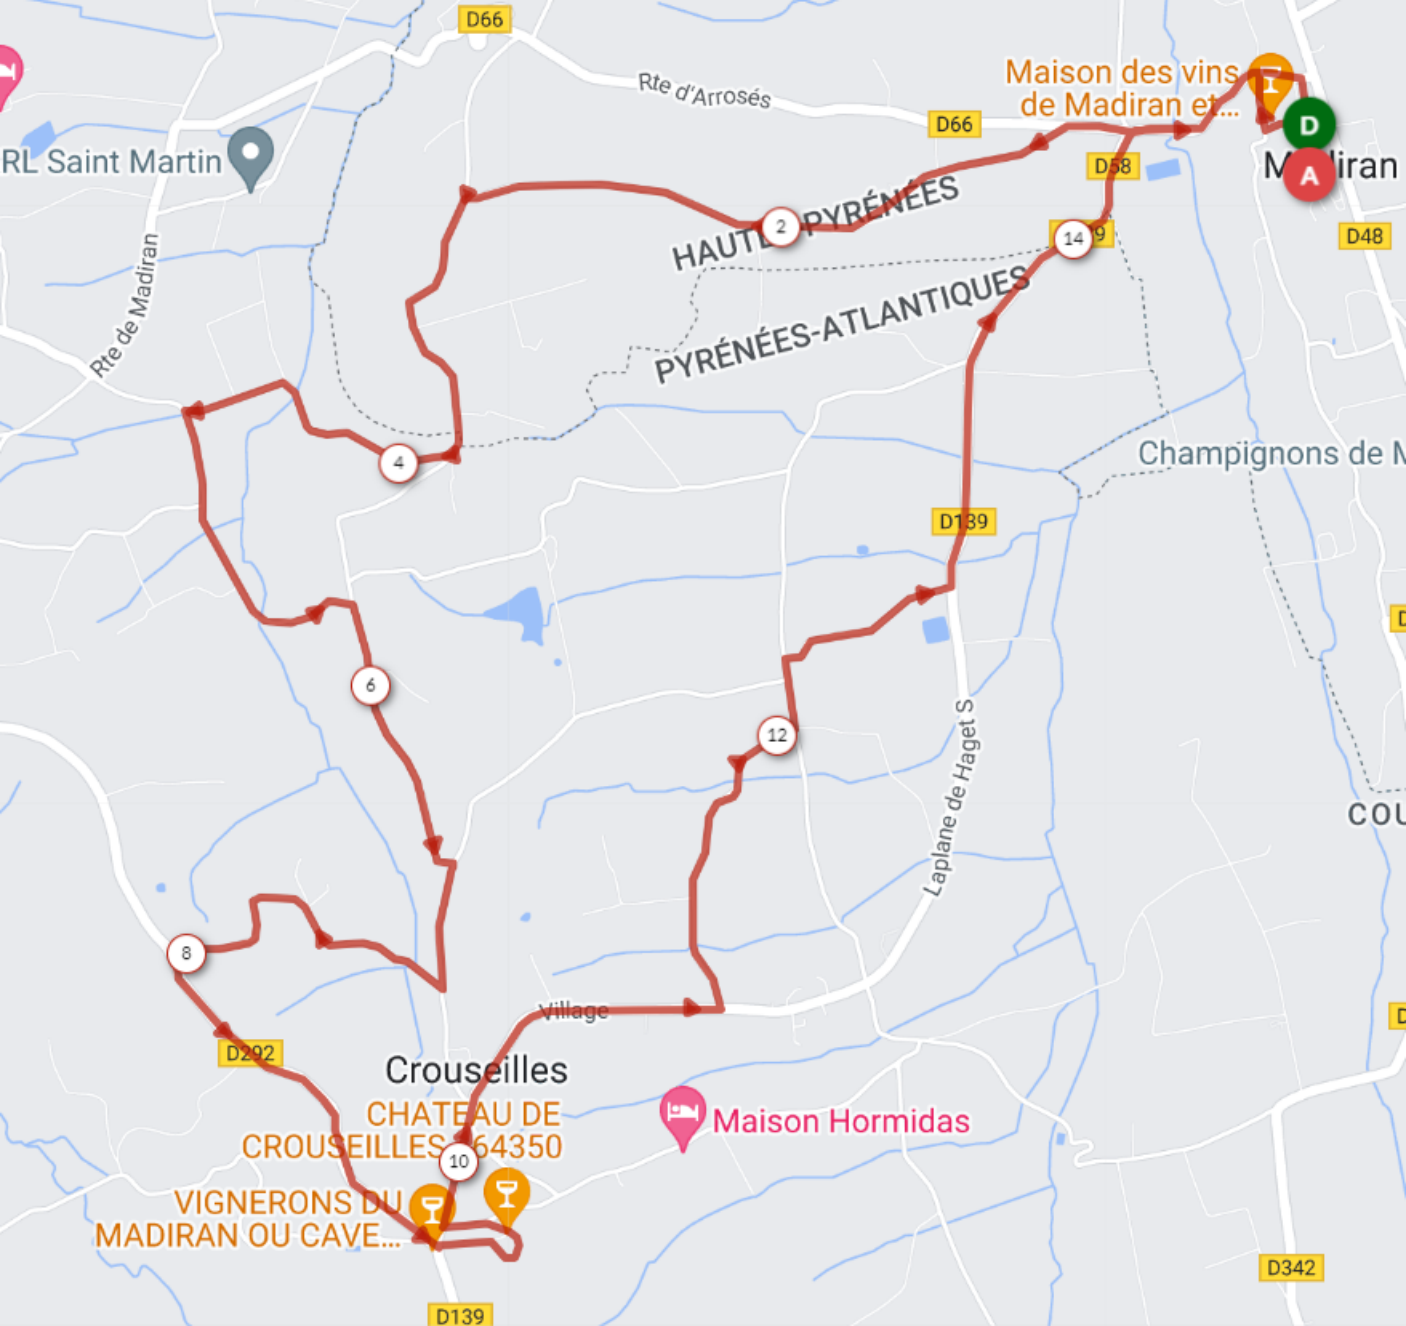 D66
Rte d'Arrosés
Maison des vins
de Madiran et...
D66
D
RL Saint Martin
D58
A
D48
2
HAUTE
PYRÉNÉES
14
9
Rte de Madiran
PYRÉNÉES-ATLANTIQUES
4
Champignons de M
D139
6
12
Laplane de Haget S
COU
8
Village
D292
Crouseilles
CHATEAU DE
CROUSEILLES 64350
Maison Hormidas
10
VIGNERONS DU
MADIRAN OU CAVE...
D342
D139